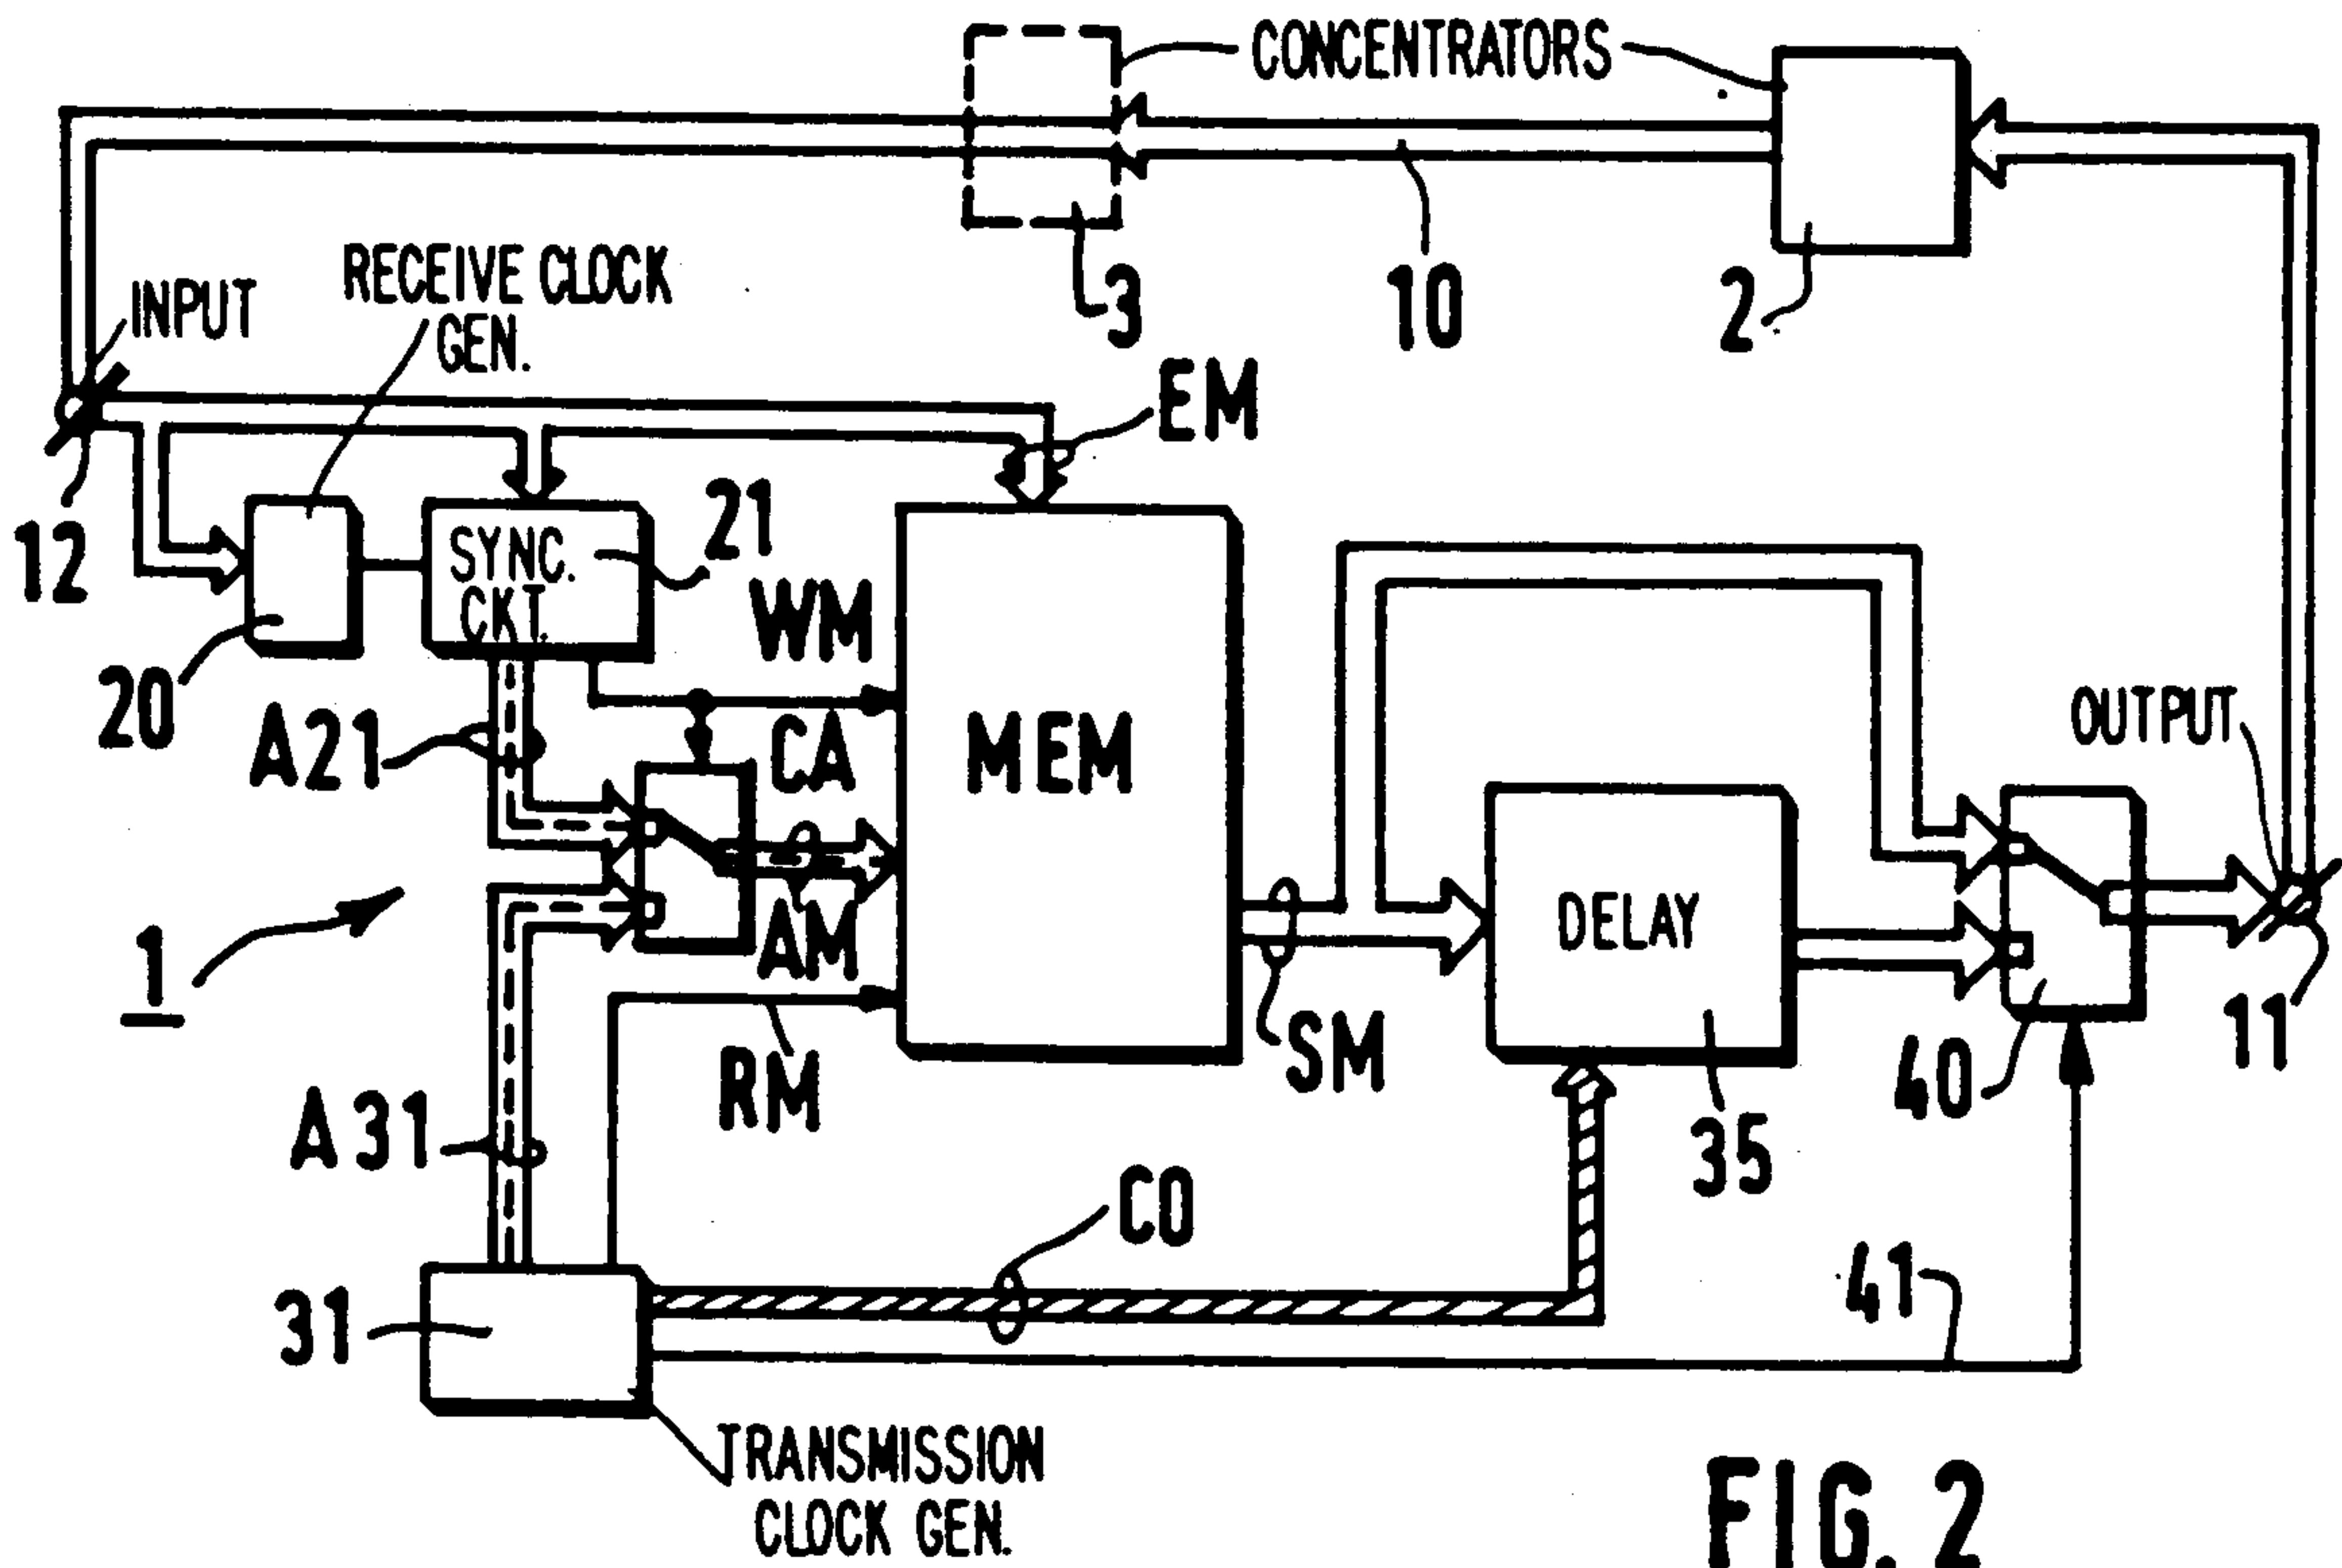 CONCENTRATORS
3
10
2
INPUT
RECEIVE CLOCK
GEN.
EM
12
20
SYNC.
CKT.
21
WM
A21
CA
MEM
AM
OUTPUT
DELAY
1
RM
SM
40
11
A31
35
CO
41
31
TRANSMISSION
CLOCK GEN.
FIG. 2